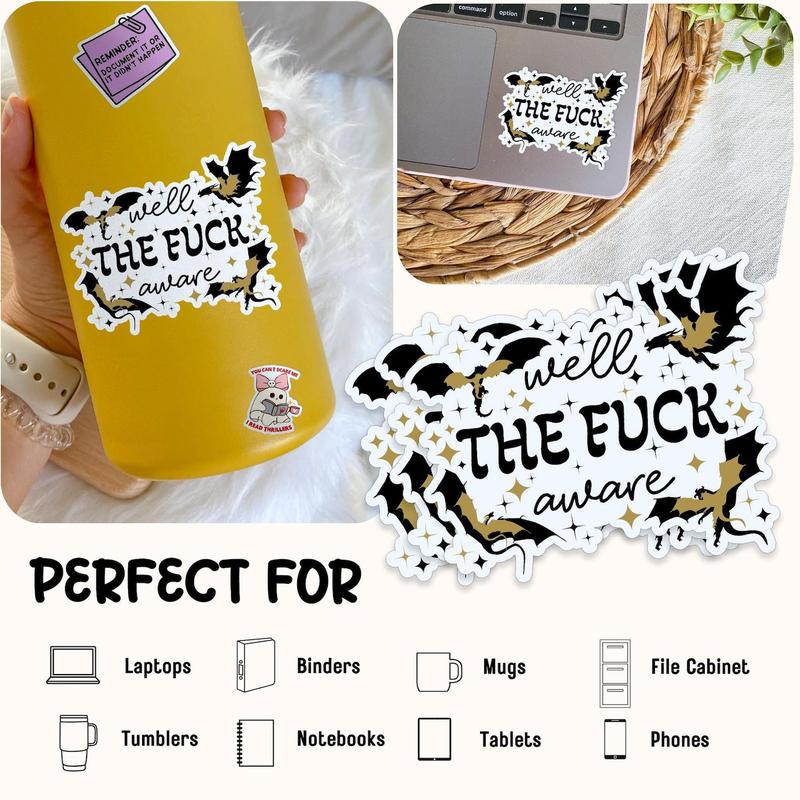 REMINDER:
DOCUMENT IT OR
IT DIDN'T HAPPEN
well
THE FUCK
aware
YOU CAN'T SCARE ME
I READ THRILLERS
command
option
well
THE FUCK
aware
well
THE FUCK
aware
PERFECT FOR
Laptops
Binders
Mugs
File Cabinet
Tumblers
Notebooks
Tablets
Phones